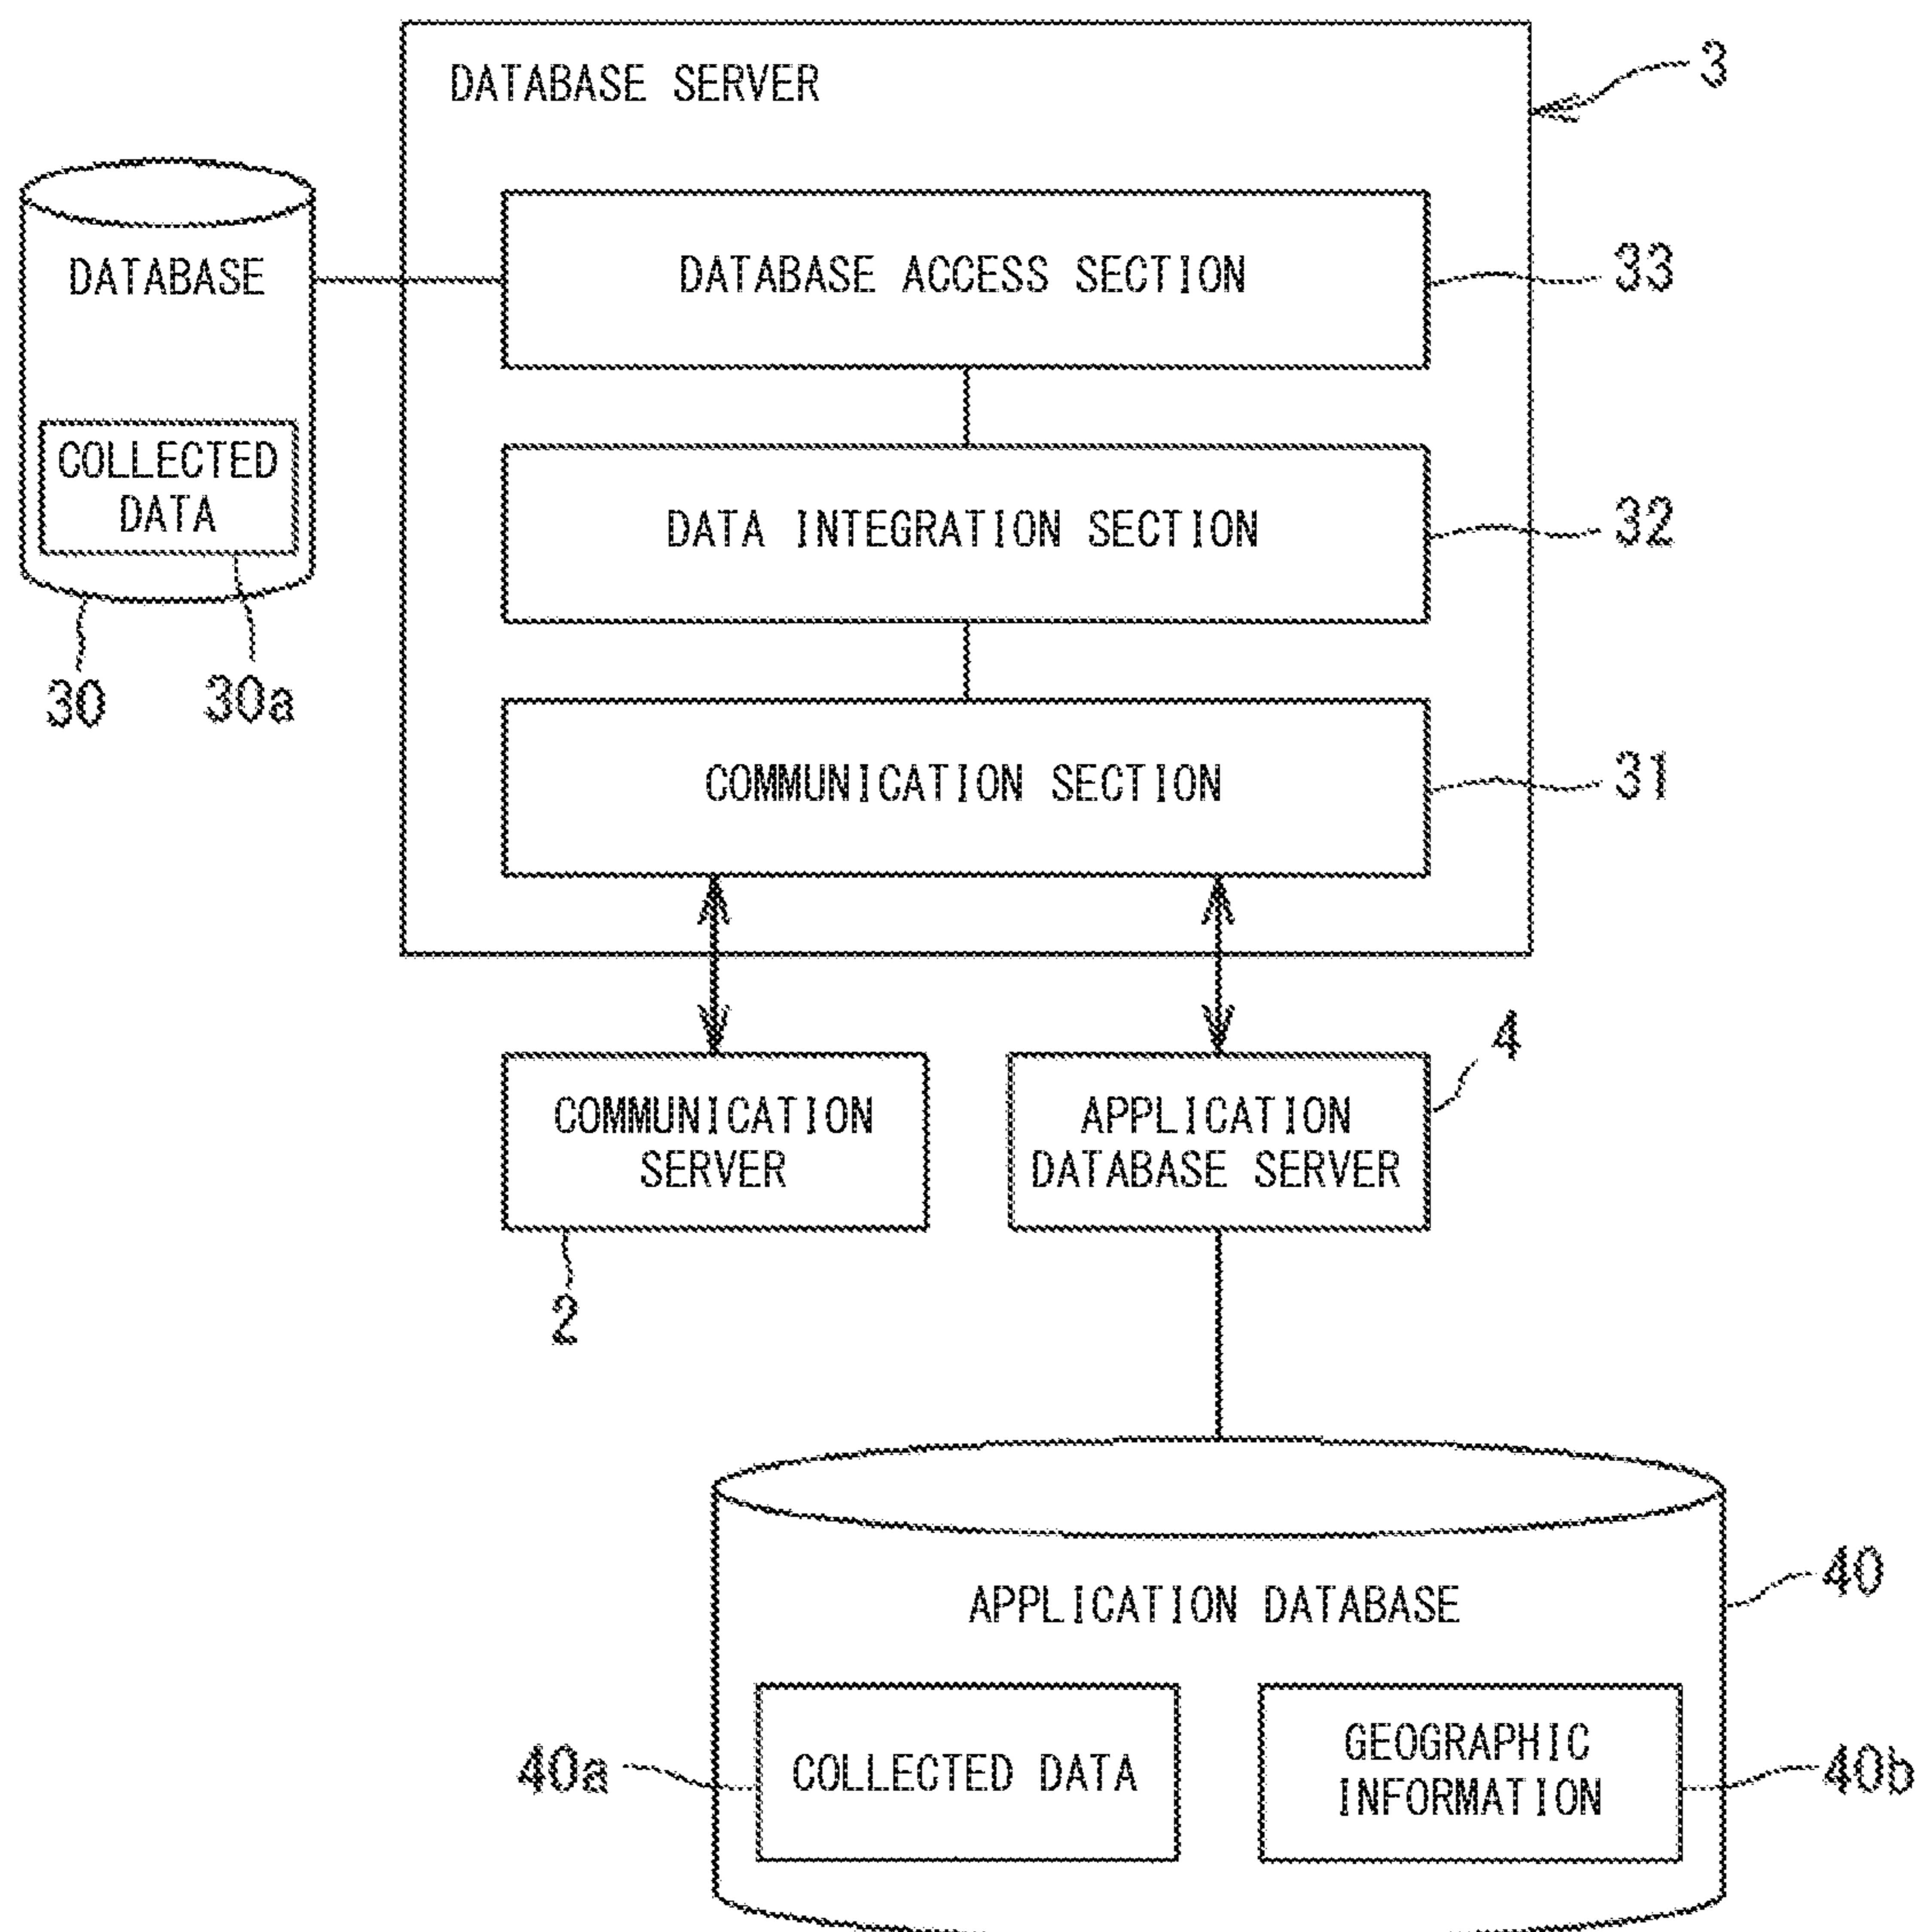 DATABASE SERVER
3
DATABASE
DATABASE ACCESS SECTION
33
COLLECTED
DATA
DATA INTEGRATION SECTION
32
30
30a
COMMUNICATION SECTION
31
4
COMMUNICATION
SERVER
APPLICATION
DATABASE SERVER
2
APPLICATION DATABASE
40
40a
COLLECTED DATA
GEOGRAPHIC
INFORMATION
40b